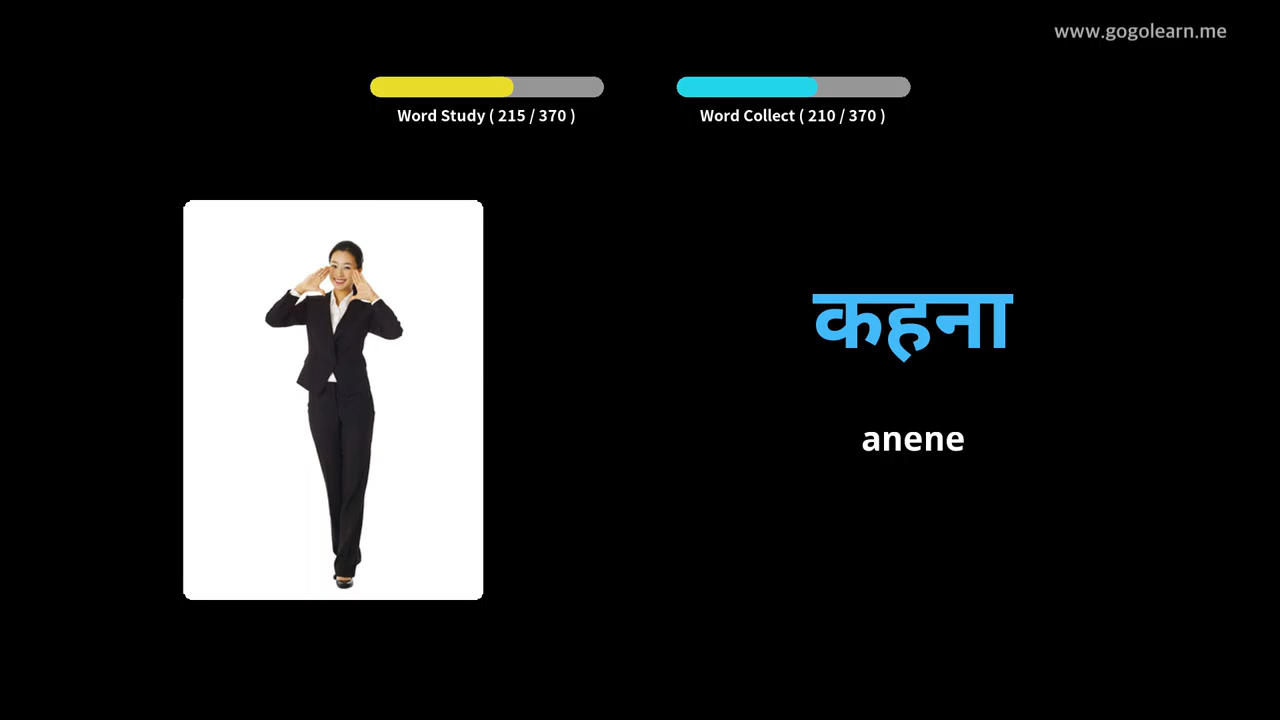 www.gogolearn.me
Word Study ( 215 / 370 )
Word Collect ( 210 / 370 )
कहना
anene